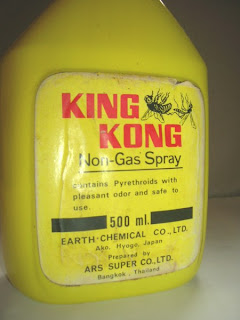 KING
KONG
Non-Gas Spray
Contains Pyrethroids with
pleasant odor and safe to
use.
500 ml.
EARTH-CHEMICAL CO.,LTD.
Ako, Hyogo, Japan
Prepared by
ARS SUPER CO.,LTD.
Bangkok - Thailand